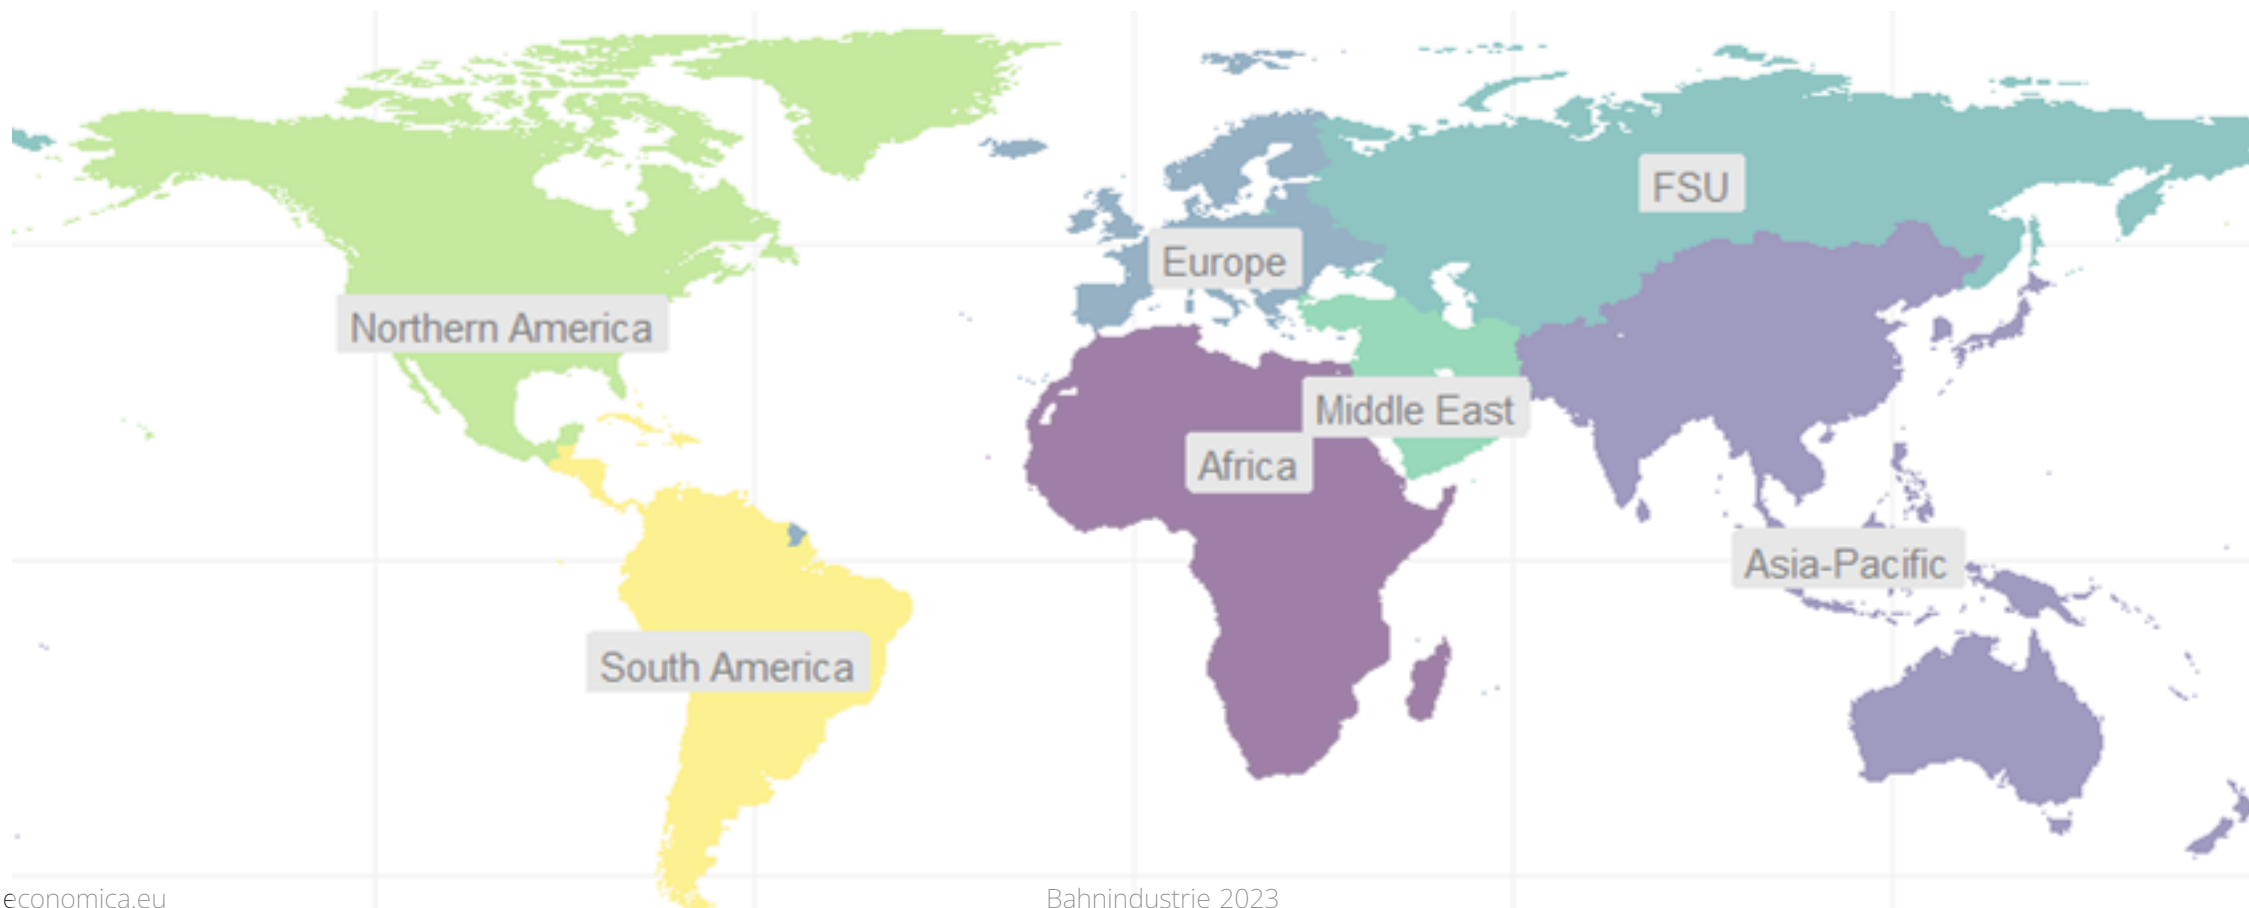 FSU
Europe
Northern America
Middle East
Africa
Asia-Pacific
South America
economica.eu
Bahnindustrie 2023